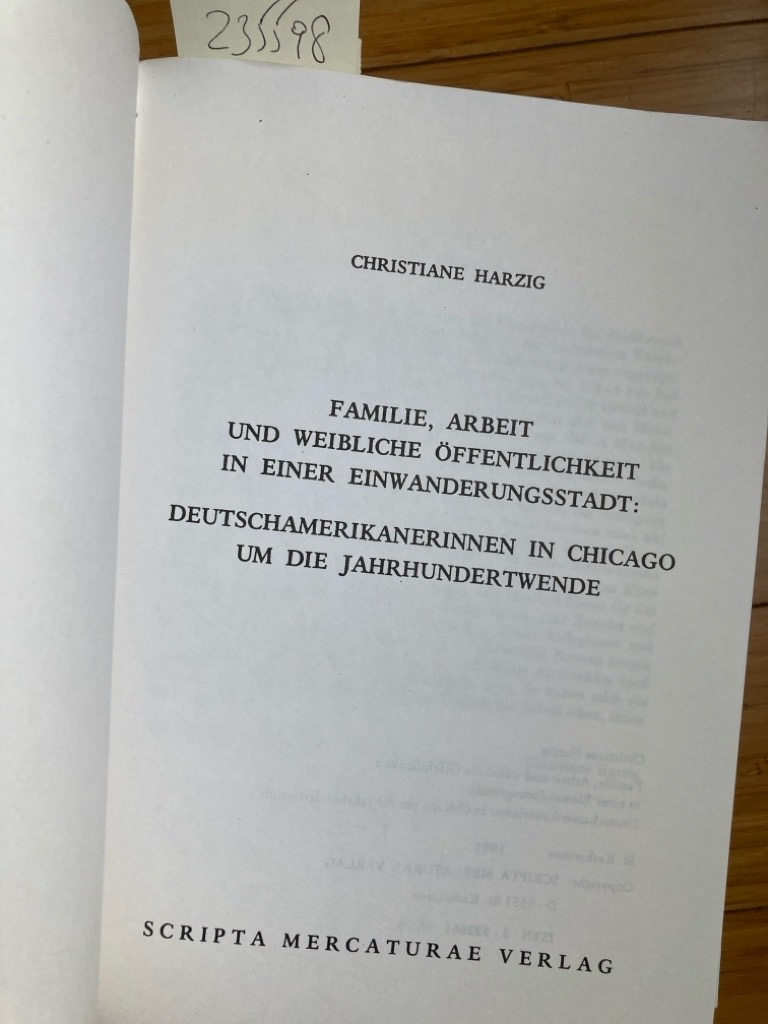 235598
CHRISTIANE HARZIG
FAMILIE, ARBEIT
UND WEIBLICHE ÖFFENTLICHKEIT
IN EINER EINWANDERUNGSSTADT:
DEUTSCHAMERIKANERINNEN IN CHICAGO
UM DIE JAHRHUNDERTWENDE
SCRIPTA MERCATURAE VERLAG